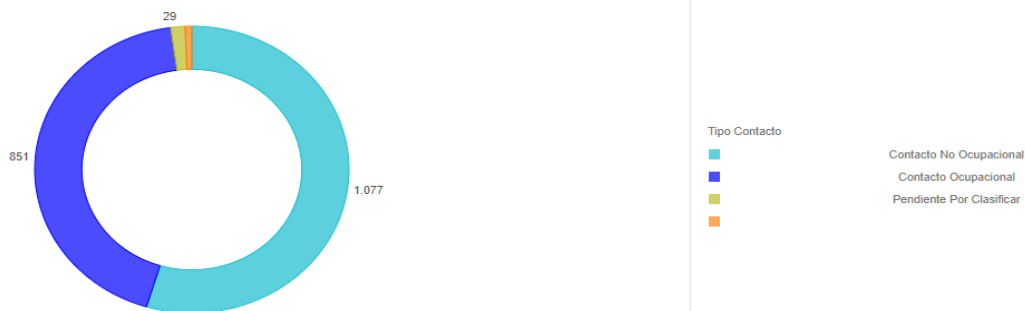 29
851
1.077
Tipo Contacto
Contacto No Ocupacional
Contacto Ocupacional
Pendiente Por Clasificar